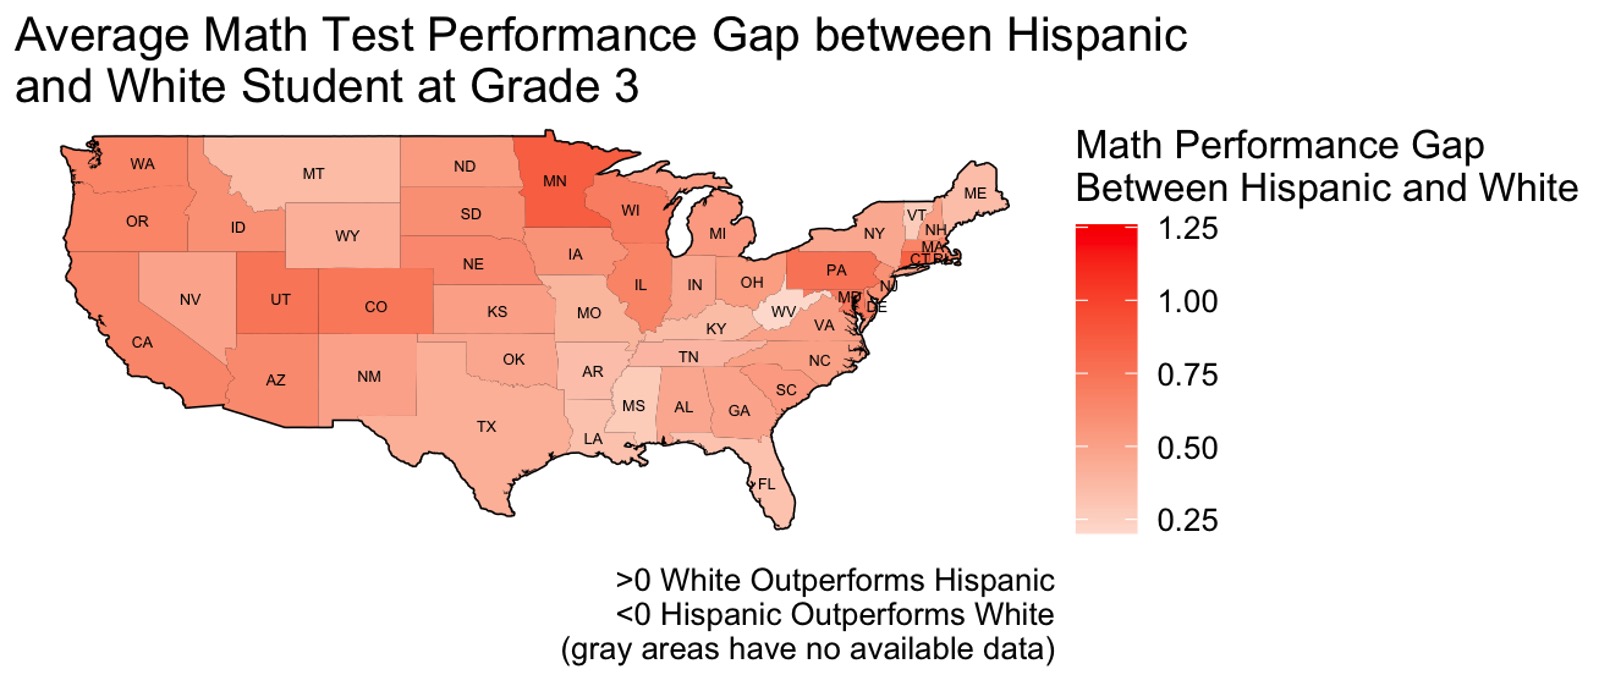 Average Math Test Performance Gap between Hispanic
and White Student at Grade 3
Math Performance Gap
Between Hispanic and White
1.25
1.00
0.75
0.50
0.25
WA
MT
ND
MN
ME
OR
ID
SD
WI
VT
WY
MI
NY
NH
MA
NE
IA
CT
RI
PA
NV
UT
CO
IL
IN
OH
NJ
KS
MO
MD
DE
WV
VA
KY
CA
OK
TN
NC
AZ
NM
AR
SC
MS
AL
GA
TX
LA
FL
>0 White Outperforms Hispanic
<0 Hispanic Outperforms White
(gray areas have no available data)